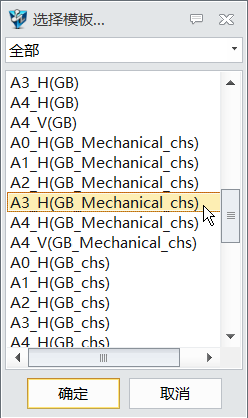 选择模板...
全部
A3_H(GB)
A4_H(GB)
A4_V(GB)
A0_H(GB_Mechanical_chs)
A1_H(GB_Mechanical_chs)
A2_H(GB_Mechanical_chs)
A3_H(GB_Mechanical_chs)
A4_H(GB_Mechanical_chs)
A4_V(GB_Mechanical_chs)
A0_H(GB_chs)
A1_H(GB_chs)
A2_H(GB_chs)
A3_H(GB_chs)
A4_H(GB_chs)
确定
取消